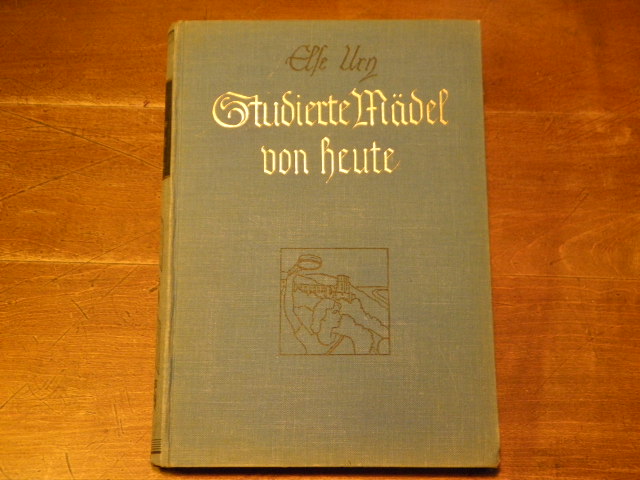 Else Ury
Studierte Mädel
von heute